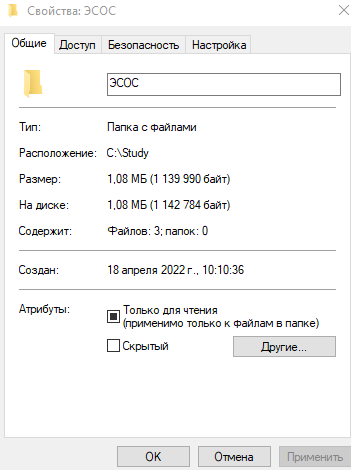 Свойства: ЭСОС
Общие Доступ Безопасность Настройка
ЭСОС
Тип: Папка с файлами
Расположение: C:\Study
Размер: 1,08 МБ (1 139 990 байт)
На диске: 1,08 МБ (1 142 784 байт)
Содержит: Файлов: 3; папок: 0
Создан: 18 апреля 2022 г., 10:10:36
Атрибуты: Только для чтения
(применимо только к файлам в папке)
Скрытый Другие...
ОК Отмена Применить